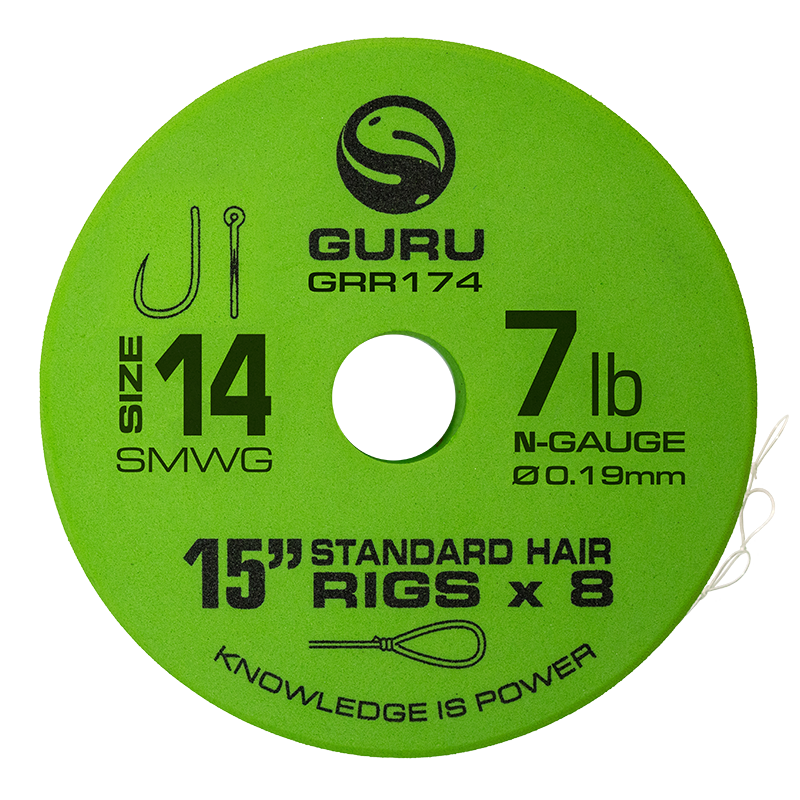 GURU
GRR174
SIZE 14
SMWG
7 lb
N-GAUGE
Ø 0.19mm
15” STANDARD HAIR
RIGS x 8
KNOWLEDGE IS POWER